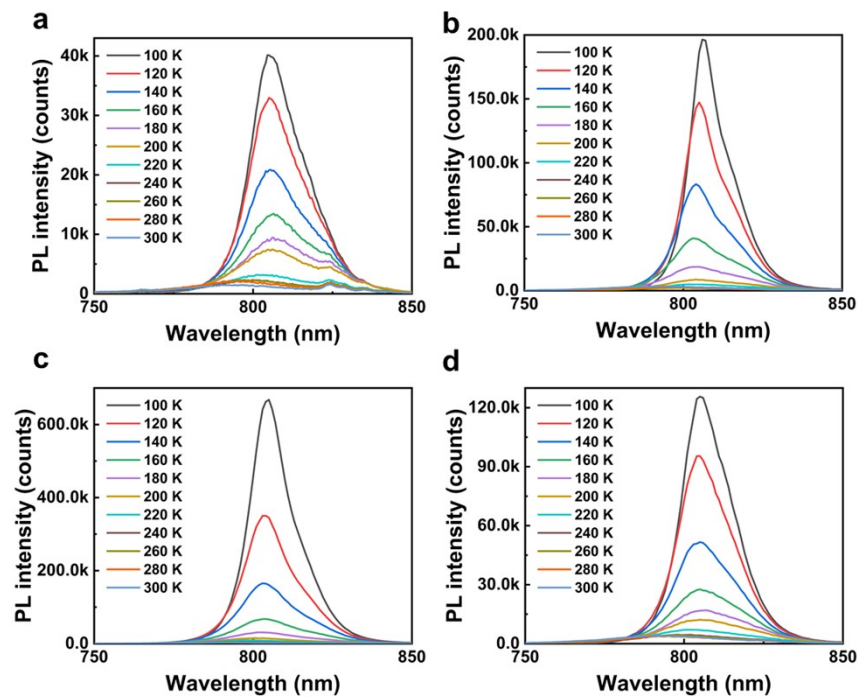 a
PL intensity (counts)
40k
30k
20k
10k
0
100 K
120 K
140 K
160 K
180 K
200 K
220 K
240 K
260 K
280 K
300 K
750
800
850
Wavelength (nm)
b
PL intensity (counts)
200.0k
150.0k
100.0k
50.0k
0.0
100 K
120 K
140 K
160 K
180 K
200 K
220 K
240 K
260 K
280 K
300 K
750
800
850
Wavelength (nm)
c
PL intensity (counts)
600.0k
400.0k
200.0k
0.0
100 K
120 K
140 K
160 K
180 K
200 K
220 K
240 K
260 K
280 K
300 K
750
800
850
Wavelength (nm)
d
PL intensity (counts)
120.0k
90.0k
60.0k
30.0k
0.0
100 K
120 K
140 K
160 K
180 K
200 K
220 K
240 K
260 K
280 K
300 K
750
800
850
Wavelength (nm)